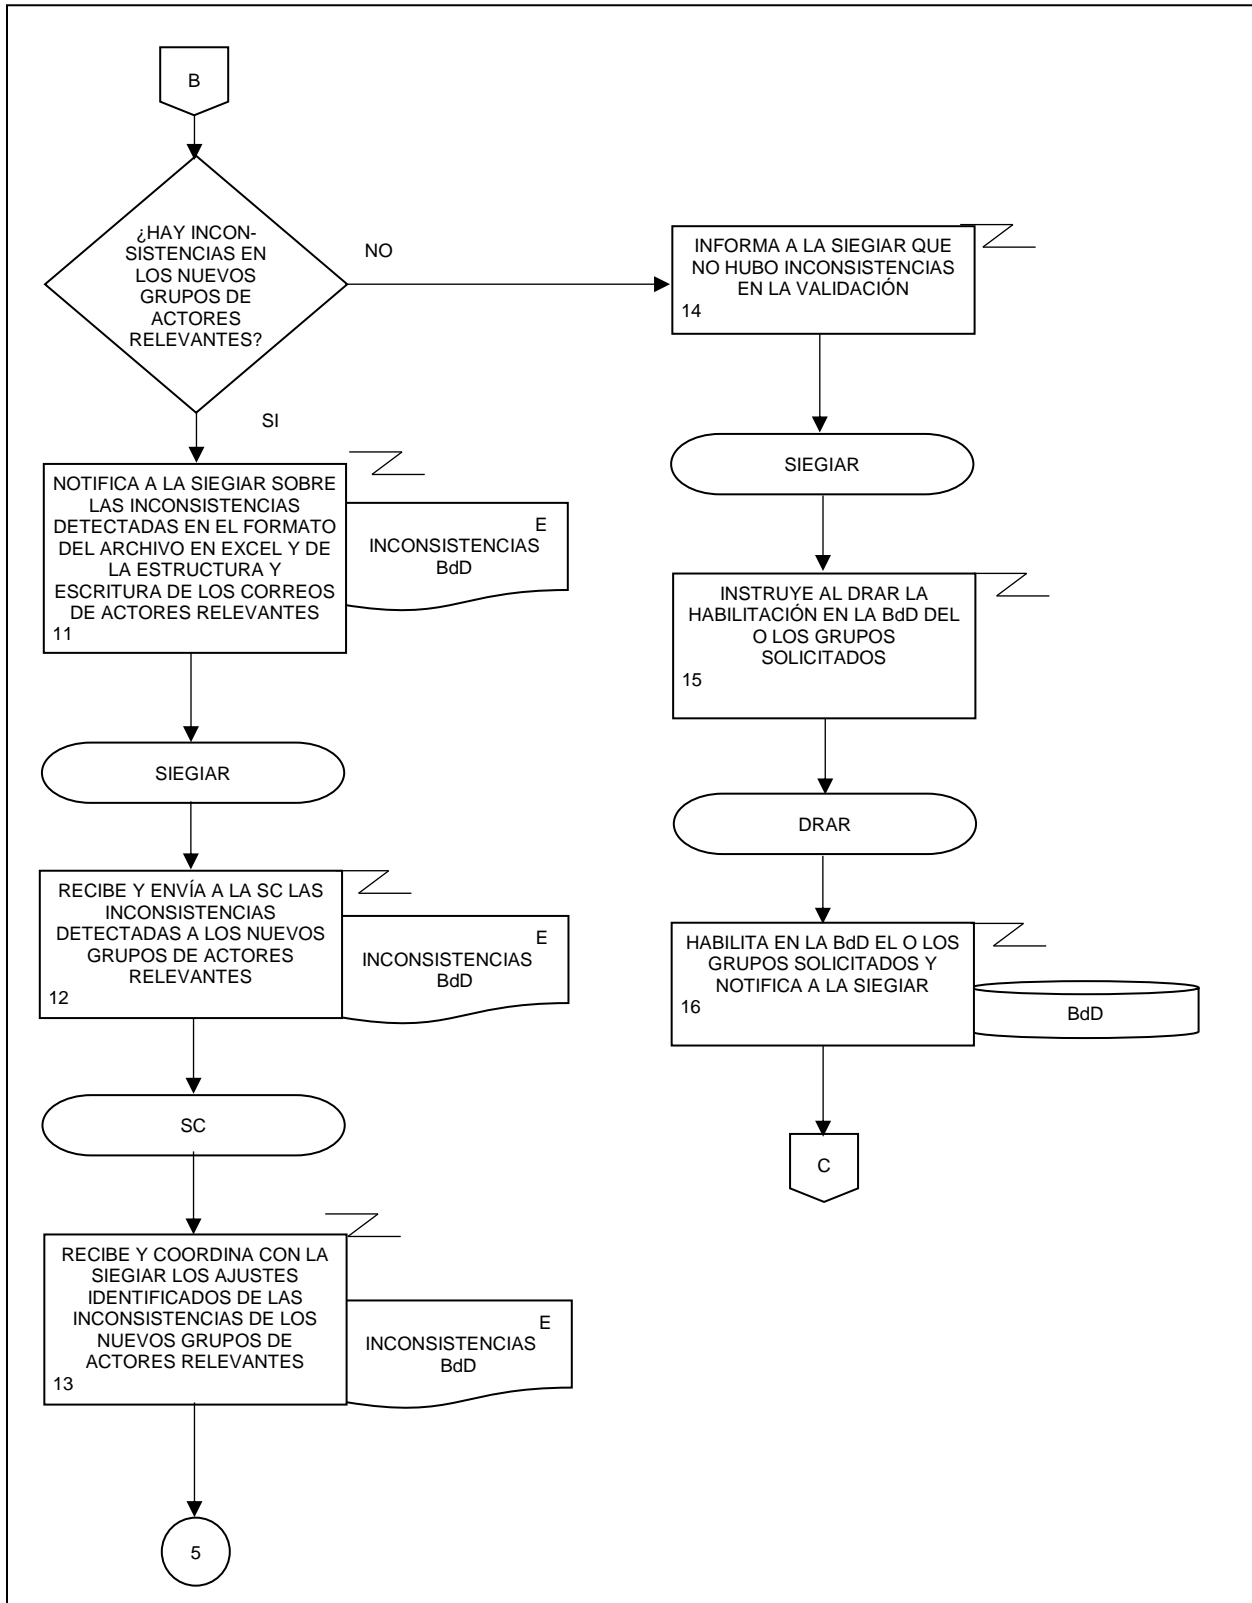 B
¿HAY INCON-
SISTENCIAS EN
LOS NUEVOS
GRUPOS DE
ACTORES
RELEVANTES?
NO
SI
NOTIFICA A LA SIEGIAR SOBRE
LAS INCONSISTENCIAS
DETECTADAS EN EL FORMATO
DEL ARCHIVO EN EXCEL Y DE
LA ESTRUCTURA Y
ESCRITURA DE LOS CORREOS
DE ACTORES RELEVANTES
11
E
INCONSISTENCIAS
BdD
SIEGIAR
RECIBE Y ENVÍA A LA SC LAS
INCONSISTENCIAS
DETECTADAS A LOS NUEVOS
GRUPOS DE ACTORES
RELEVANTES
12
E
INCONSISTENCIAS
BdD
SC
RECIBE Y COORDINA CON LA
SIEGIAR LOS AJUSTES
IDENTIFICADOS DE LAS
INCONSISTENCIAS DE LOS
NUEVOS GRUPOS DE
ACTORES RELEVANTES
13
E
INCONSISTENCIAS
BdD
5
INFORMA A LA SIEGIAR QUE
NO HUBO INCONSISTENCIAS
EN LA VALIDACIÓN
14
SIEGIAR
INSTRUYE AL DRAR LA
HABILITACIÓN EN LA BdD DEL
O LOS GRUPOS
SOLICITADOS
15
DRAR
HABILITA EN LA BdD EL O LOS
GRUPOS SOLICITADOS Y
NOTIFICA A LA SIEGIAR
16
BdD
C